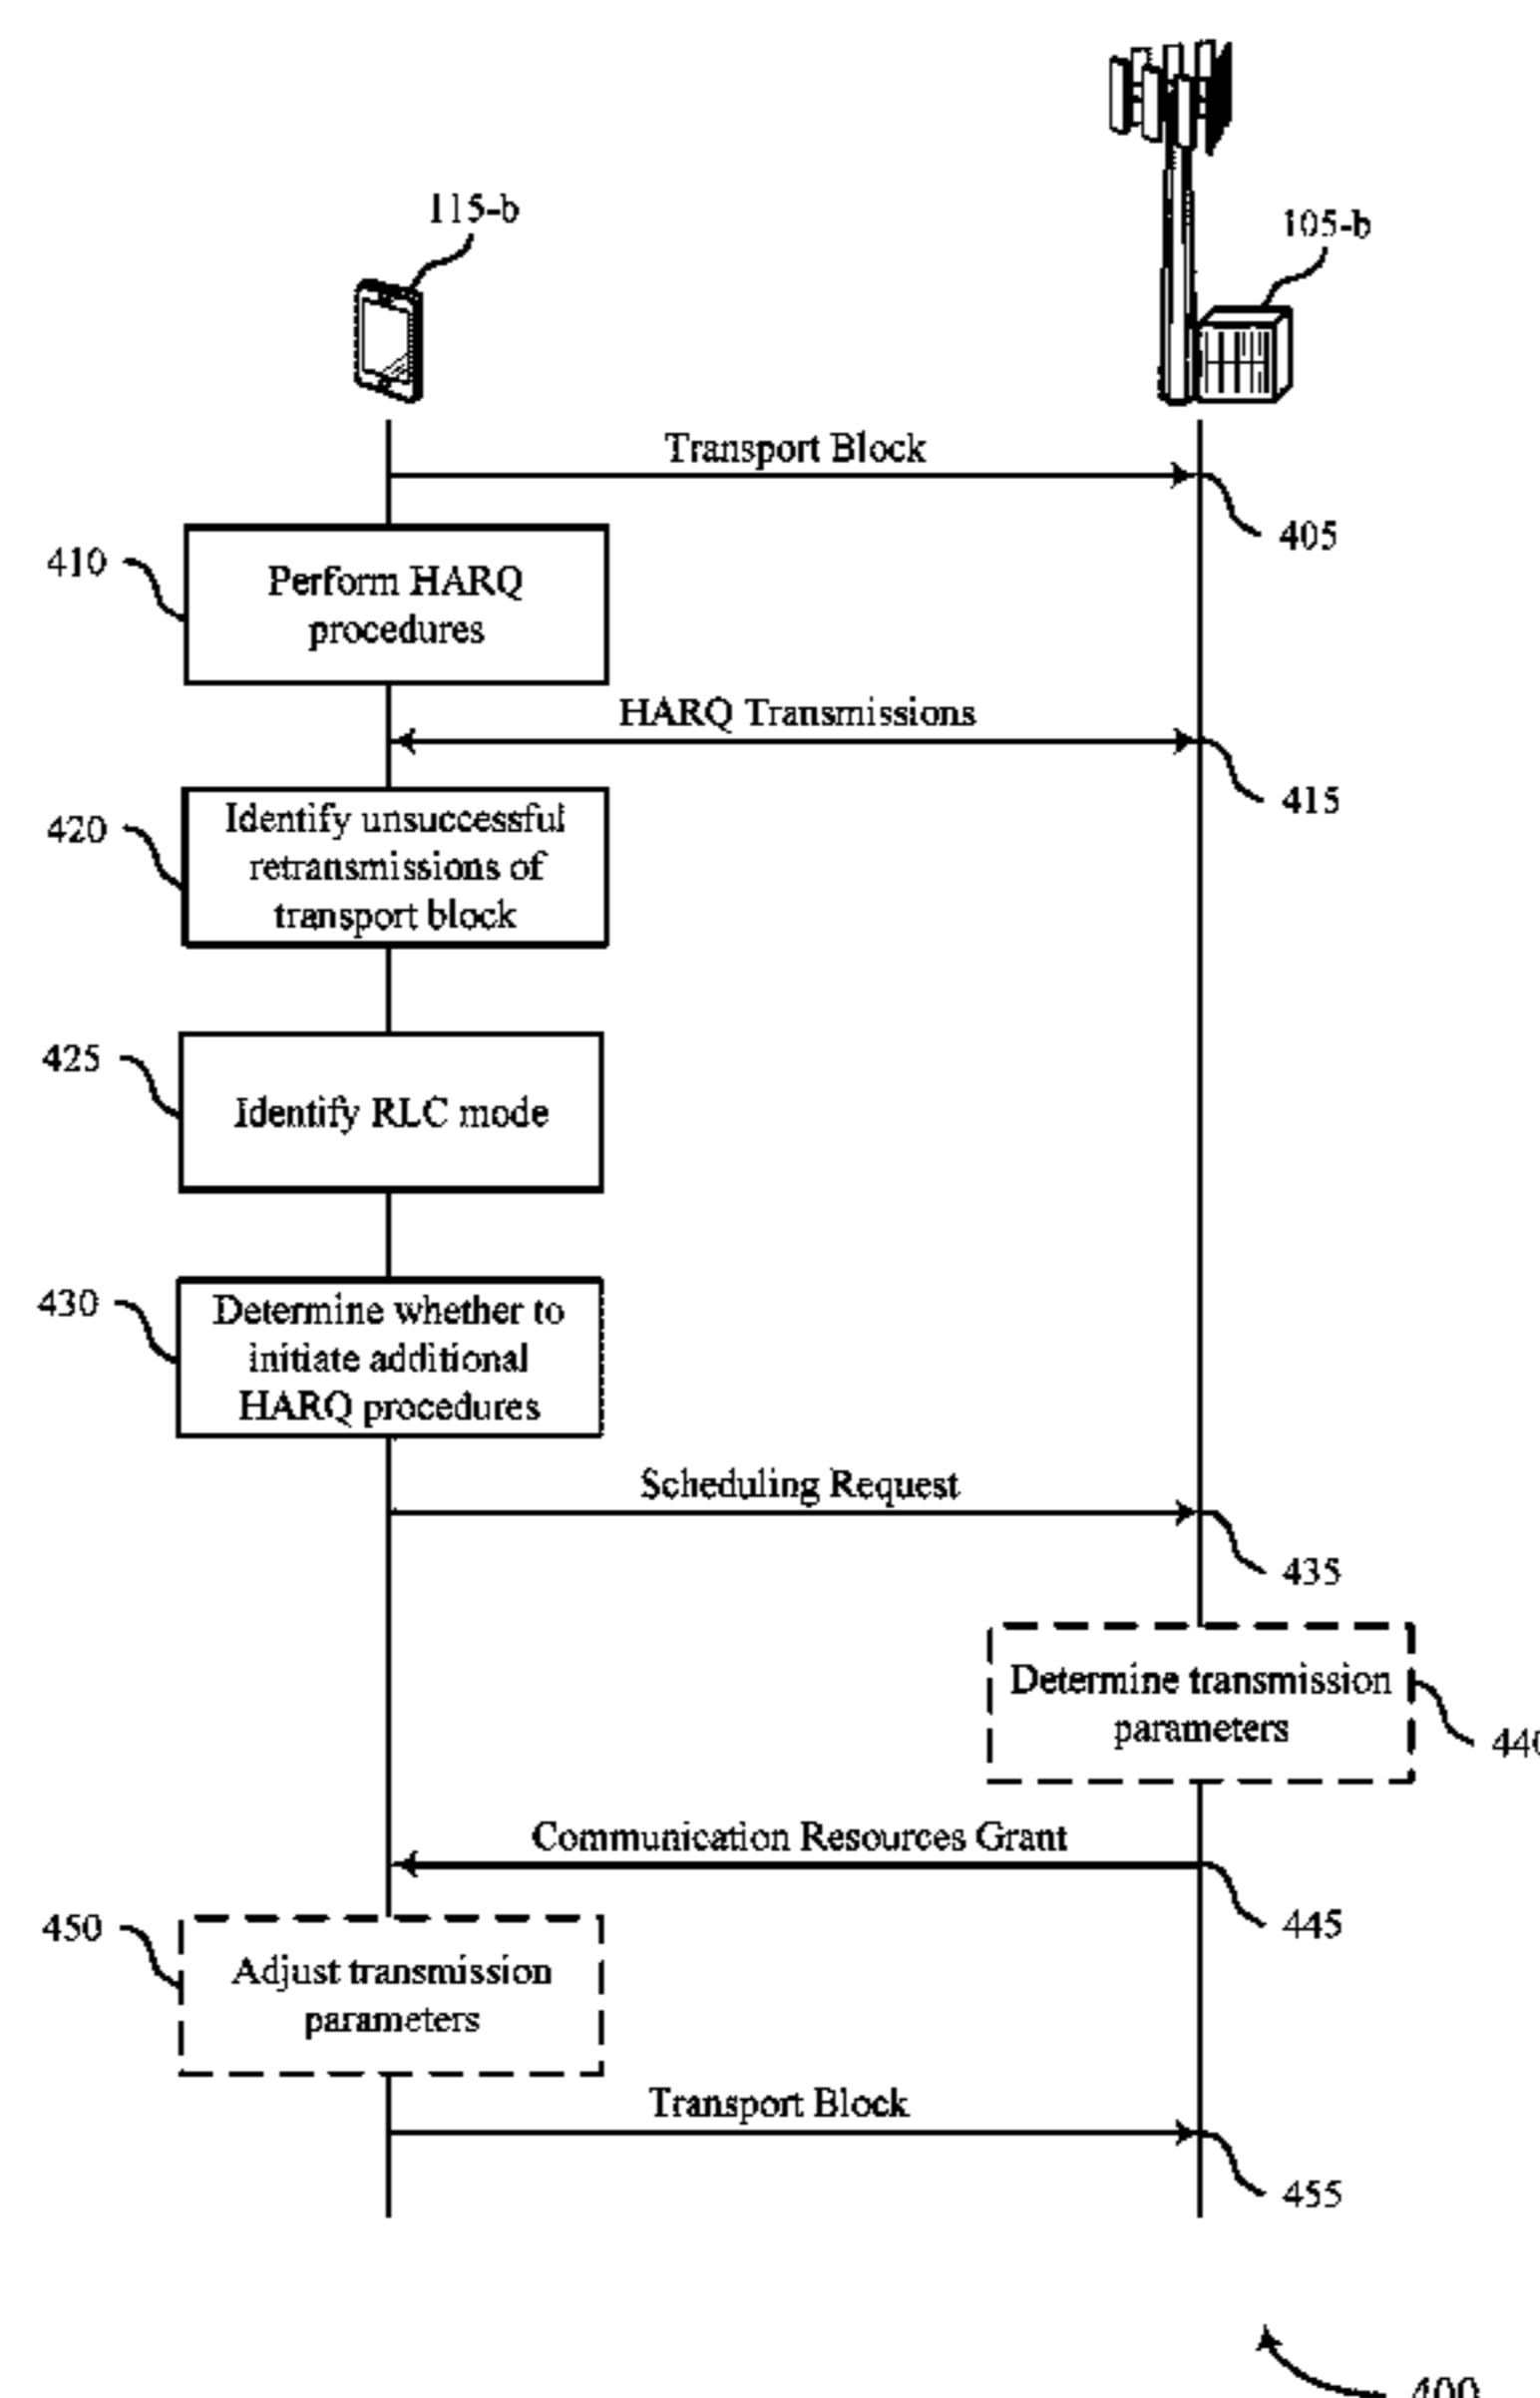 115-b
105-b
Transport Block
405
410
Perform HARQ
procedures
HARQ Transmissions
415
420
Identify unsuccessful
retransmissions of
transport block
425
Identify RLC mode
430
Determine whether to
initiate additional
HARQ procedures
Scheduling Request
435
Determine transmission
parameters
440
Communication Resources Grant
445
450
Adjust transmission
parameters
Transport Block
455
400